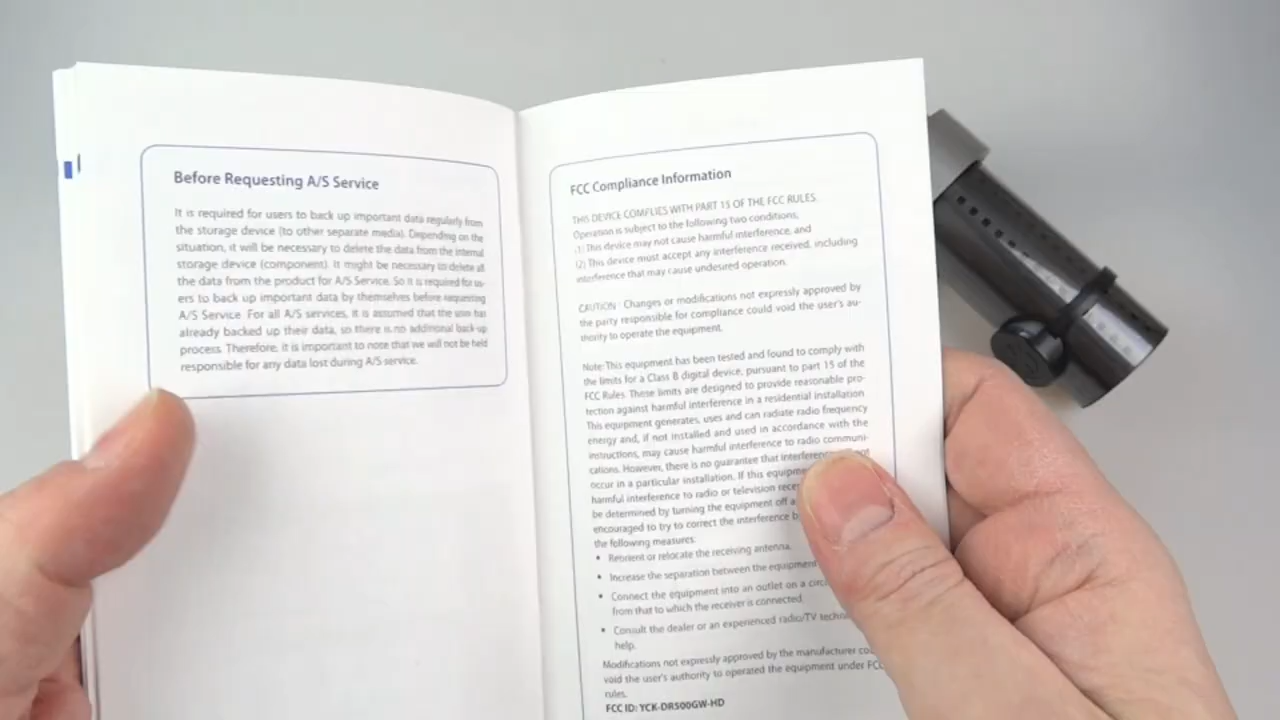 Before Requesting A/S Service
It is required for users to back up important data regularly from
the storage device (to other separate media). Depending on the
situation, it will be necessary to delete the data from the internal
storage device (component). It might be necessary to delete all
the data from the product for A/S Service. So it is required for us-
ers to back up important data by themselves before requesting
A/S Service. For all A/S services, it is assumed that the user has
already backed up their data, so there is no additional back-up
process. Therefore, it is important to note that we will not be held
responsible for any data lost during A/S service.
FCC Compliance Information
THIS DEVICE COMPLIES WITH PART 15 OF THE FCC RULES.
Operation is subject to the following two conditions;
(1) This device may not cause harmful interference, and
(2) This device must accept any interference received, including
interference that may cause undesired operation.
CAUTION : Changes or modifications not expressly approved by
the party responsible for compliance could void the user's au-
thority to operate the equipment.
Note: This equipment has been tested and found to comply with
the limits for a Class B digital device, pursuant to part 15 of the
FCC Rules. These limits are designed to provide reasonable pro-
tection against harmful interference in a residential installation
This equipment generates, uses and can radiate radio frequency
energy and, if not installed and used in accordance with the
instructions, may cause harmful interference to radio communi-
cations. However, there is no guarantee that
occur in a particular installation. If this
harmful interference to radio or television
be determined by turning the equipment off
encouraged to try to correct the interference
the following measures:
• Reorient or relocate the receiving antenna.
• Increase the separation between the equipment
• Connect the equipment into an outlet on a
from that to which the receiver is connected.
• Consult the dealer or an experienced radio/TV
help.
Modifications not expressly approved by the manufacturer
void the user's authority to operated the equipment under
rules.
FCC ID: YCK-DR500GW-HD